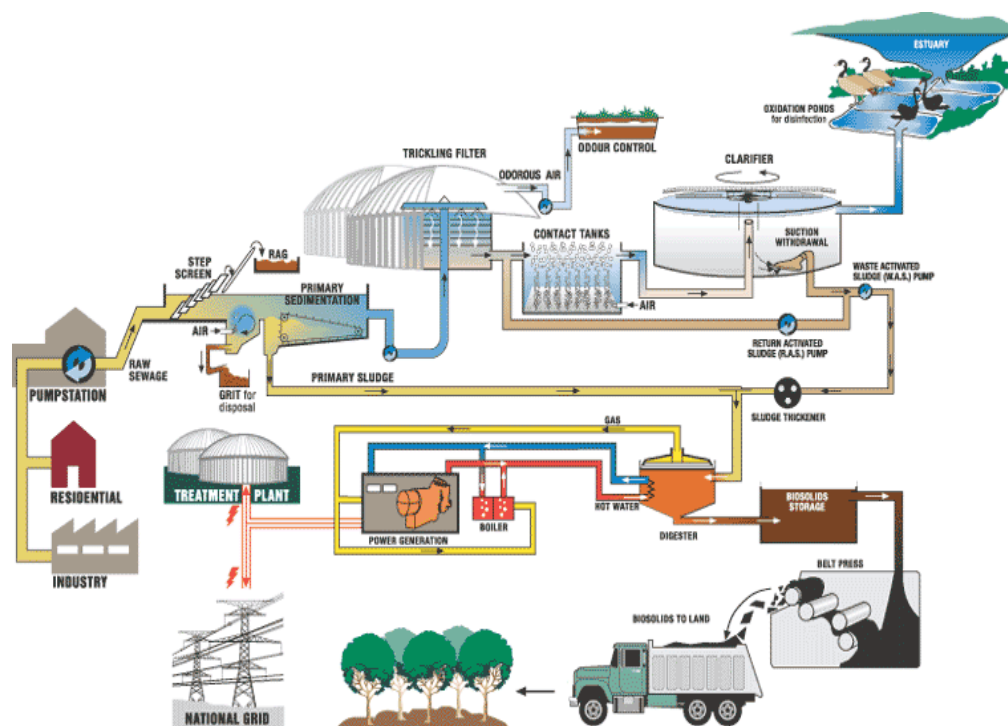 ESTUARY
OXIDATION PONDS
for disinfection
ODOUR CONTROL
TRICKLING FILTER
ODOROUS AIR
CLARIFIER
CONTACT TANKS
SUCTION
WITHDRAWAL
STEP
SCREEN
RAG
WASTE ACTIVATED
SLUDGE (W.A.S.) PUMP
PRIMARY
SEDIMENTATION
AIR
AIR
RETURN ACTIVATED
SLUDGE (R.A.S.) PUMP
RAW
SEWAGE
PUMPSTATION
GRIT for
disposal
PRIMARY SLUDGE
SLUDGE THICKENER
GAS
TREATMENT PLANT
RESIDENTIAL
HOT WATER
BIOSOLIDS
STORAGE
BOILER
POWER GENERATION
DIGESTER
BELT PRESS
INDUSTRY
BIOSOLIDS TO LAND
NATIONAL GRID